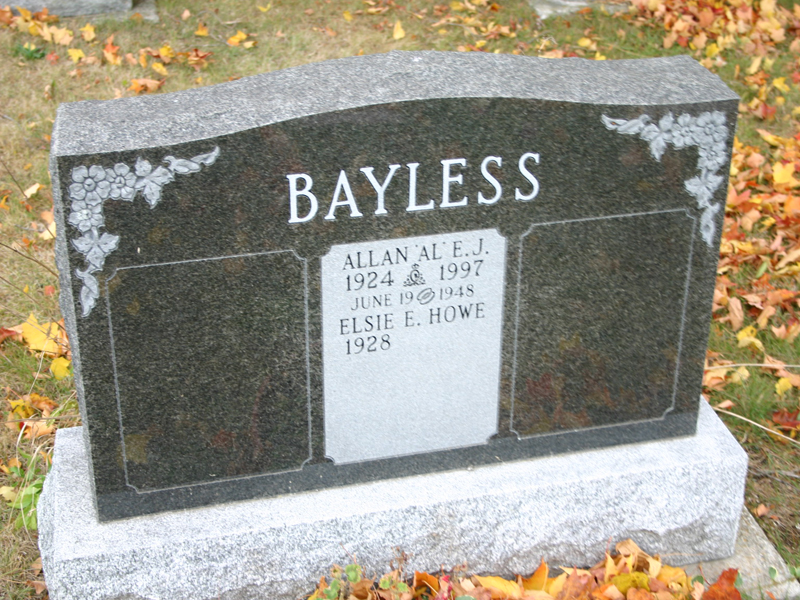 BAYLESS
ALLAN 'AL' E.J.
1924 1997
JUNE 19 1948
ELSIE E. HOWE
1928